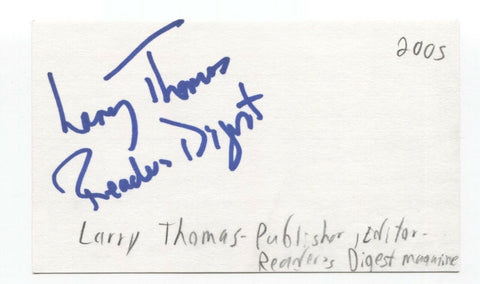 2005
Larry Thomas
Readers Digest
Larry Thomas - Publisher, Editor -
Reader's Digest magazine